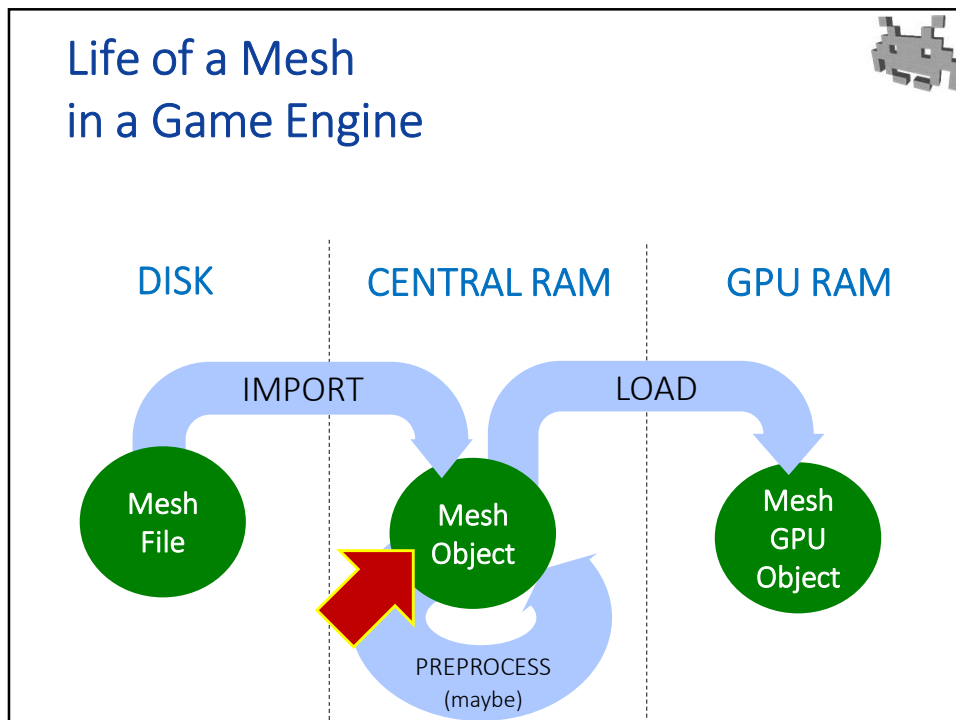 Life of a Mesh
in a Game Engine
DISK
CENTRAL RAM
GPU RAM
IMPORT
LOAD
Mesh
File
Mesh
Object
Mesh
GPU
Object
PREPROCESS
(maybe)